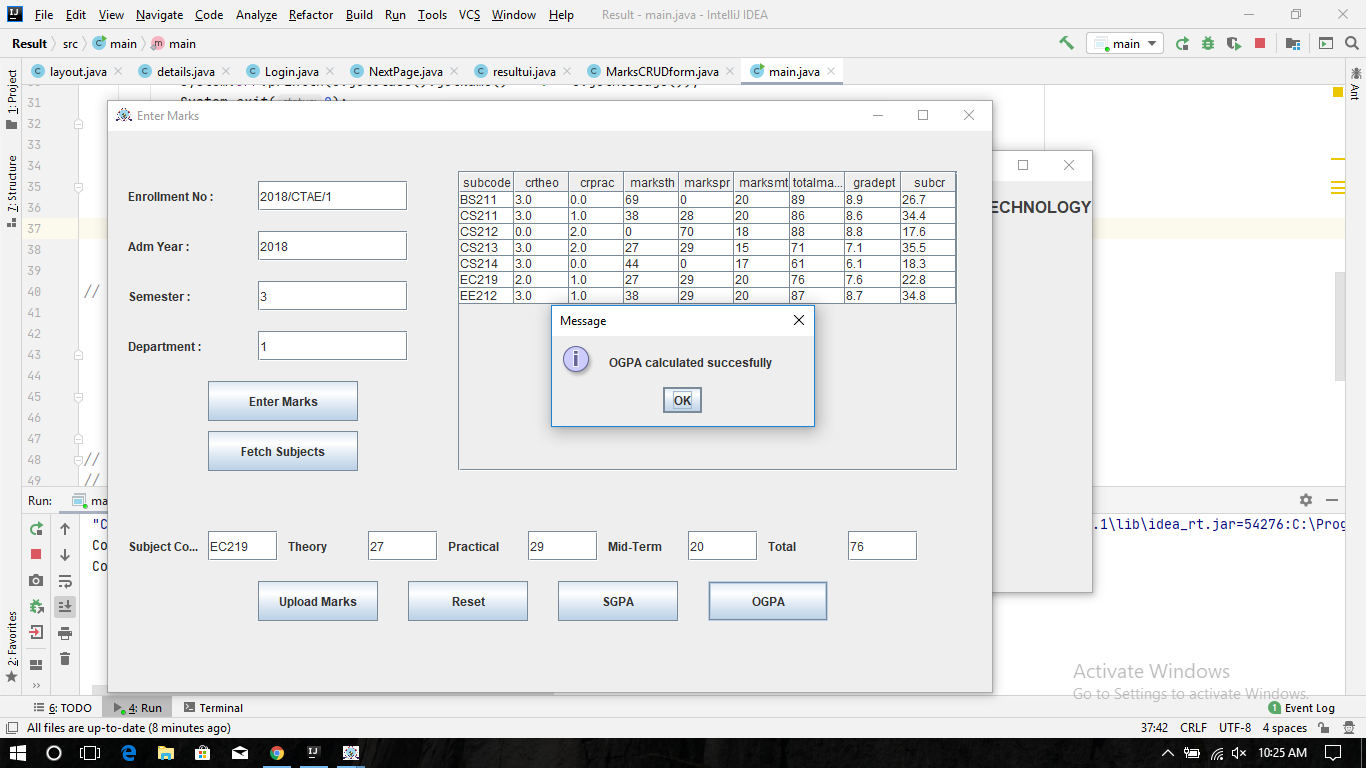 File Edit View Navigate Code Analyze Refactor Build Run Tools VCS Window Help Result - main.java - IntelliJ IDEA
Result src main main main
layout.java details.java Login.java NextPage.java resultui.java MarksCRUDform.java main.java
1: Project
7: Structure
2: Favorites
Ant
31
32
33
34
35
36
37
38
39
40 //
41
42
43
44
45
46
47
48 //
49 //
Enter Marks
ECHNOLOGY
Enrollment No : 2018/CTAE/1
Adm Year : 2018
Semester : 3
Department : 1
Enter Marks
Fetch Subjects
subcode crtheo crprac marksth markspr marksmt totalma... gradept subcr
BS211 3.0 0.0 69 0 20 89 8.9 26.7
CS211 3.0 1.0 38 28 20 86 8.6 34.4
CS212 0.0 2.0 0 70 18 88 8.8 17.6
CS213 3.0 2.0 27 29 15 71 7.1 35.5
CS214 3.0 0.0 44 0 17 61 6.1 18.3
EC219 2.0 1.0 27 29 20 76 7.6 22.8
EE212 3.0 1.0 38 29 20 87 8.7 34.8
Message
OGPA calculated succesfully
OK
Subject Co... EC219 Theory 27 Practical 29 Mid-Term 20 Total 76
Upload Marks Reset SGPA OGPA
Run: ma
"C .1\lib\idea_rt.jar=54276:C:\Prog
Co
Co
Activate Windows
Go to Settings to activate Windows.
6: TODO 4: Run Terminal 1 Event Log
All files are up-to-date (8 minutes ago) 37:42 CRLF UTF-8 4 spaces
10:25 AM